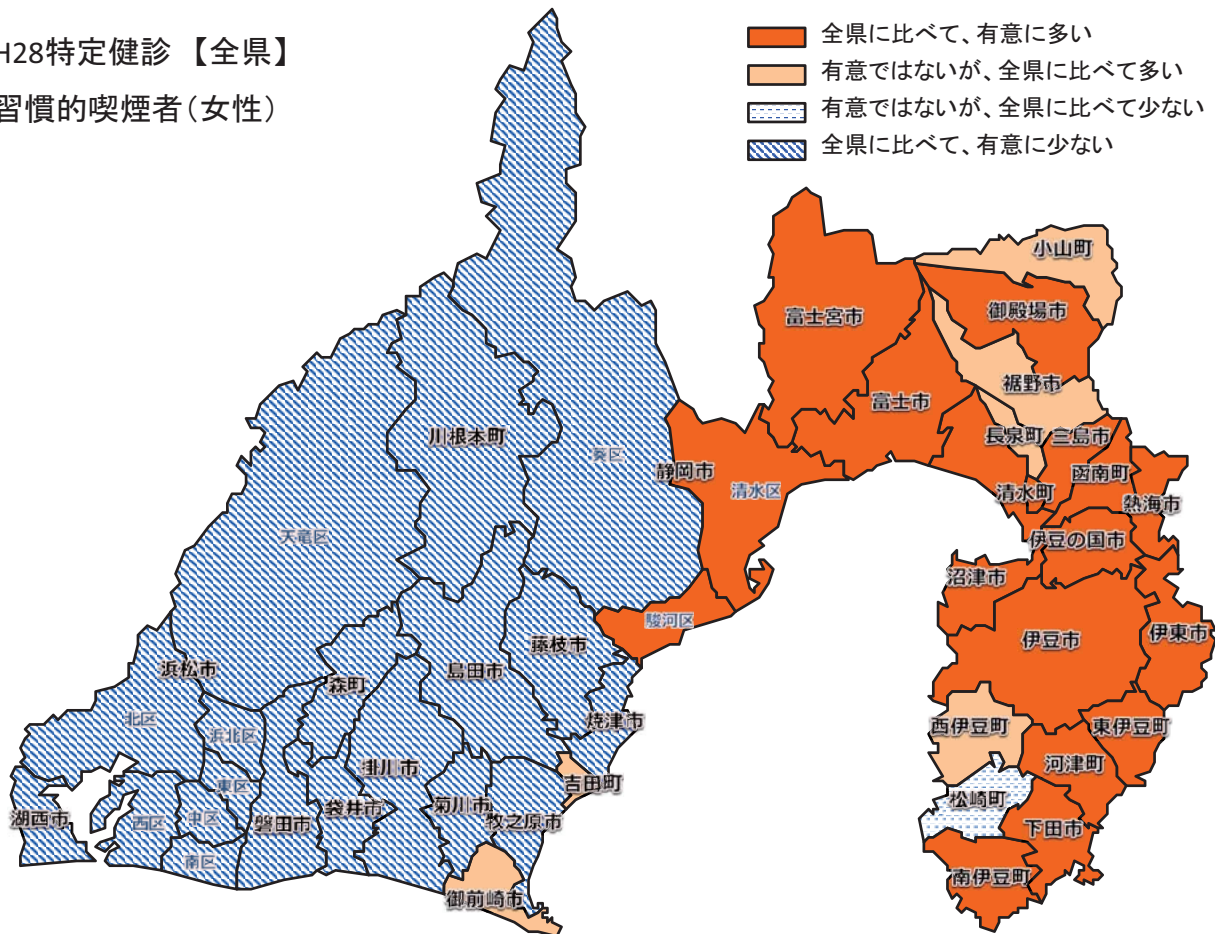 H28特定健診 【全県】
習慣的喫煙者(女性)
全県に比べて、有意に多い
有意ではないが、全県に比べて多い
有意ではないが、全県に比べて少ない
全県に比べて、有意に少ない
小山町
御殿場市
富士宮市
裾野市
富士市
長泉町
三島市
川根本町
葵区
静岡市
清水区
函南町
清水町
熱海市
天竜区
伊豆の国市
沼津市
駿河区
伊豆市
伊東市
藤枝市
浜松市
島田市
森町
北区
浜北区
焼津市
西伊豆町
東伊豆町
掛川市
河津町
東区
吉田町
松崎町
湖西市
西区
中区
磐田市
袋井市
菊川市
牧之原市
下田市
南区
南伊豆町
御前崎市